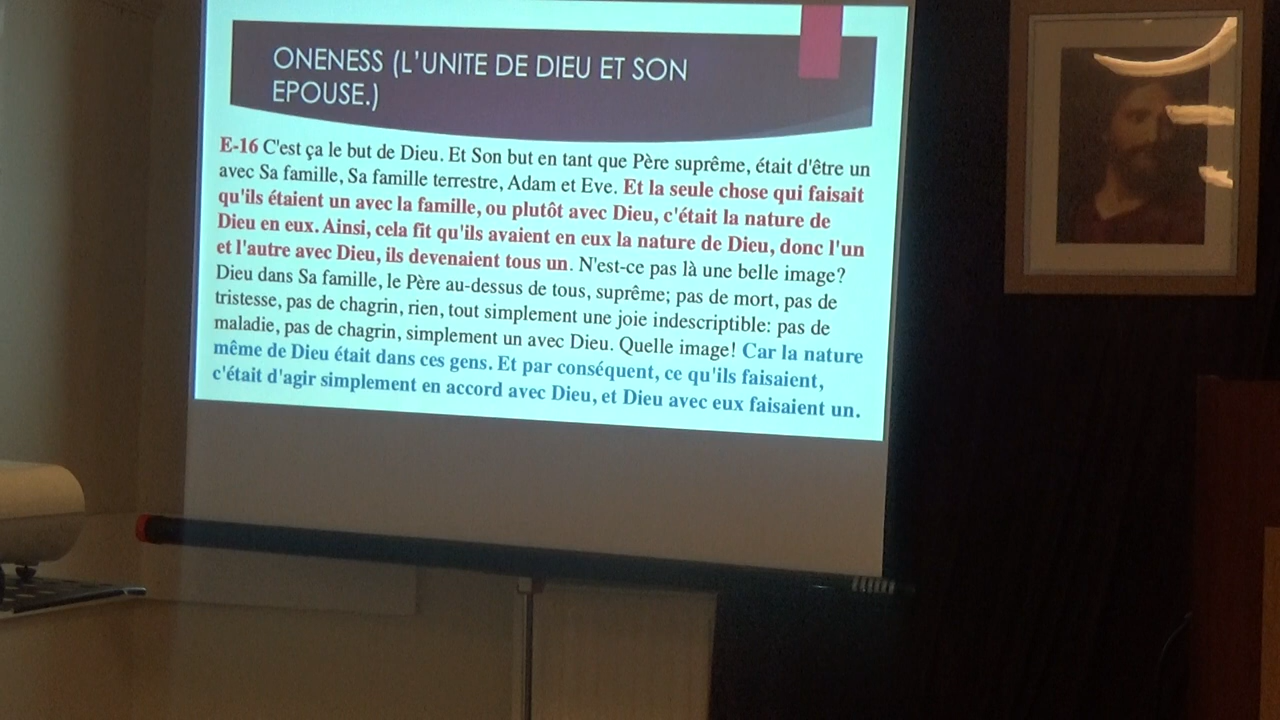 ONENESS (L'UNITE DE DIEU ET SON
EPOUSE.)
E-16 C'est ça le but de Dieu. Et Son but en tant que Père suprême, était d'être un
avec Sa famille, Sa famille terrestre, Adam et Eve. Et la seule chose qui faisait
qu'ils étaient un avec la famille, ou plutôt avec Dieu, c'était la nature de
Dieu en eux. Ainsi, cela fit qu'ils avaient en eux la nature de Dieu, donc l'un
et l'autre avec Dieu, ils devenaient tous un. N'est-ce pas là une belle image?
Dieu dans Sa famille, le Père au-dessus de tous, suprême; pas de mort, pas de
tristesse, pas de chagrin, rien, tout simplement une joie indescriptible: pas de
maladie, pas de chagrin, simplement un avec Dieu. Quelle image! Car la nature
même de Dieu était dans ces gens. Et par conséquent, ce qu'ils faisaient,
c'était d'agir simplement en accord avec Dieu, et Dieu avec eux faisaient un.